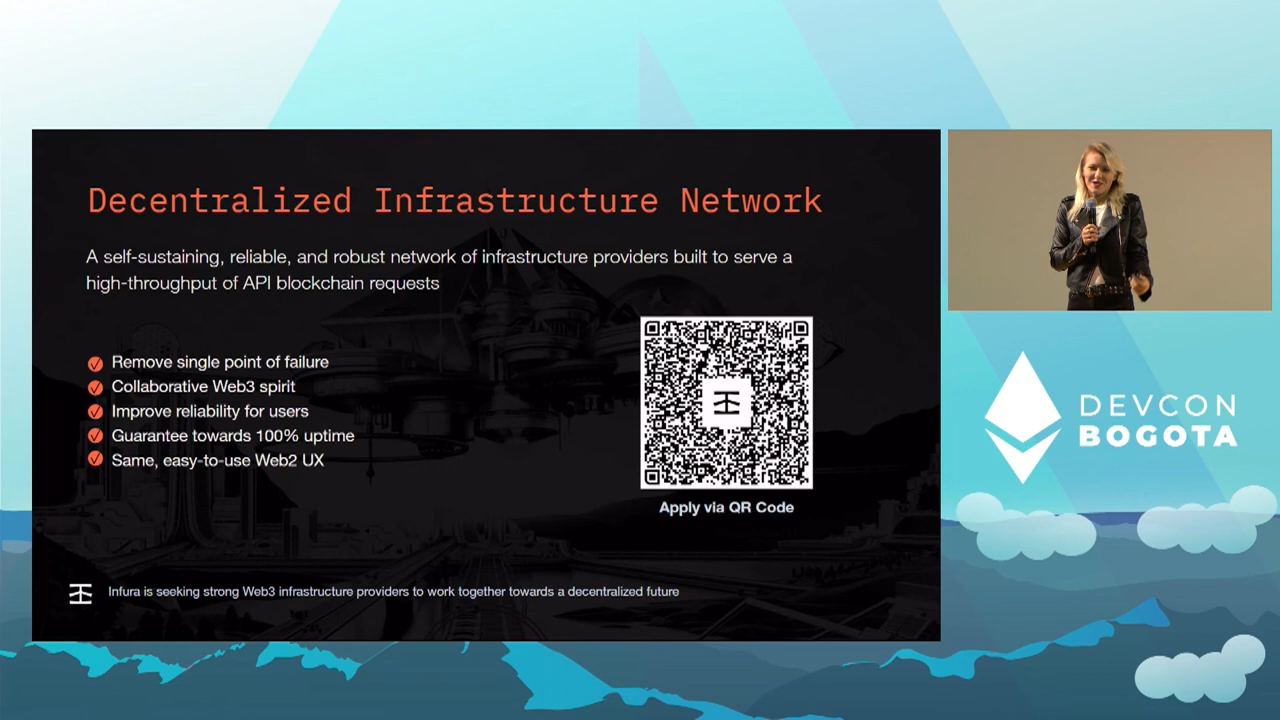 Decentralized Infrastructure Network
A self-sustaining, reliable, and robust network of infrastructure providers built to serve a
high-throughput of API blockchain requests
Remove single point of failure
Collaborative Web3 spirit
Improve reliability for users
Guarantee towards 100% uptime
Same, easy-to-use Web2 UX
Apply via QR Code
Infura is seeking strong Web3 infrastructure providers to work together towards a decentralized future
DEVCON
BOGOTA